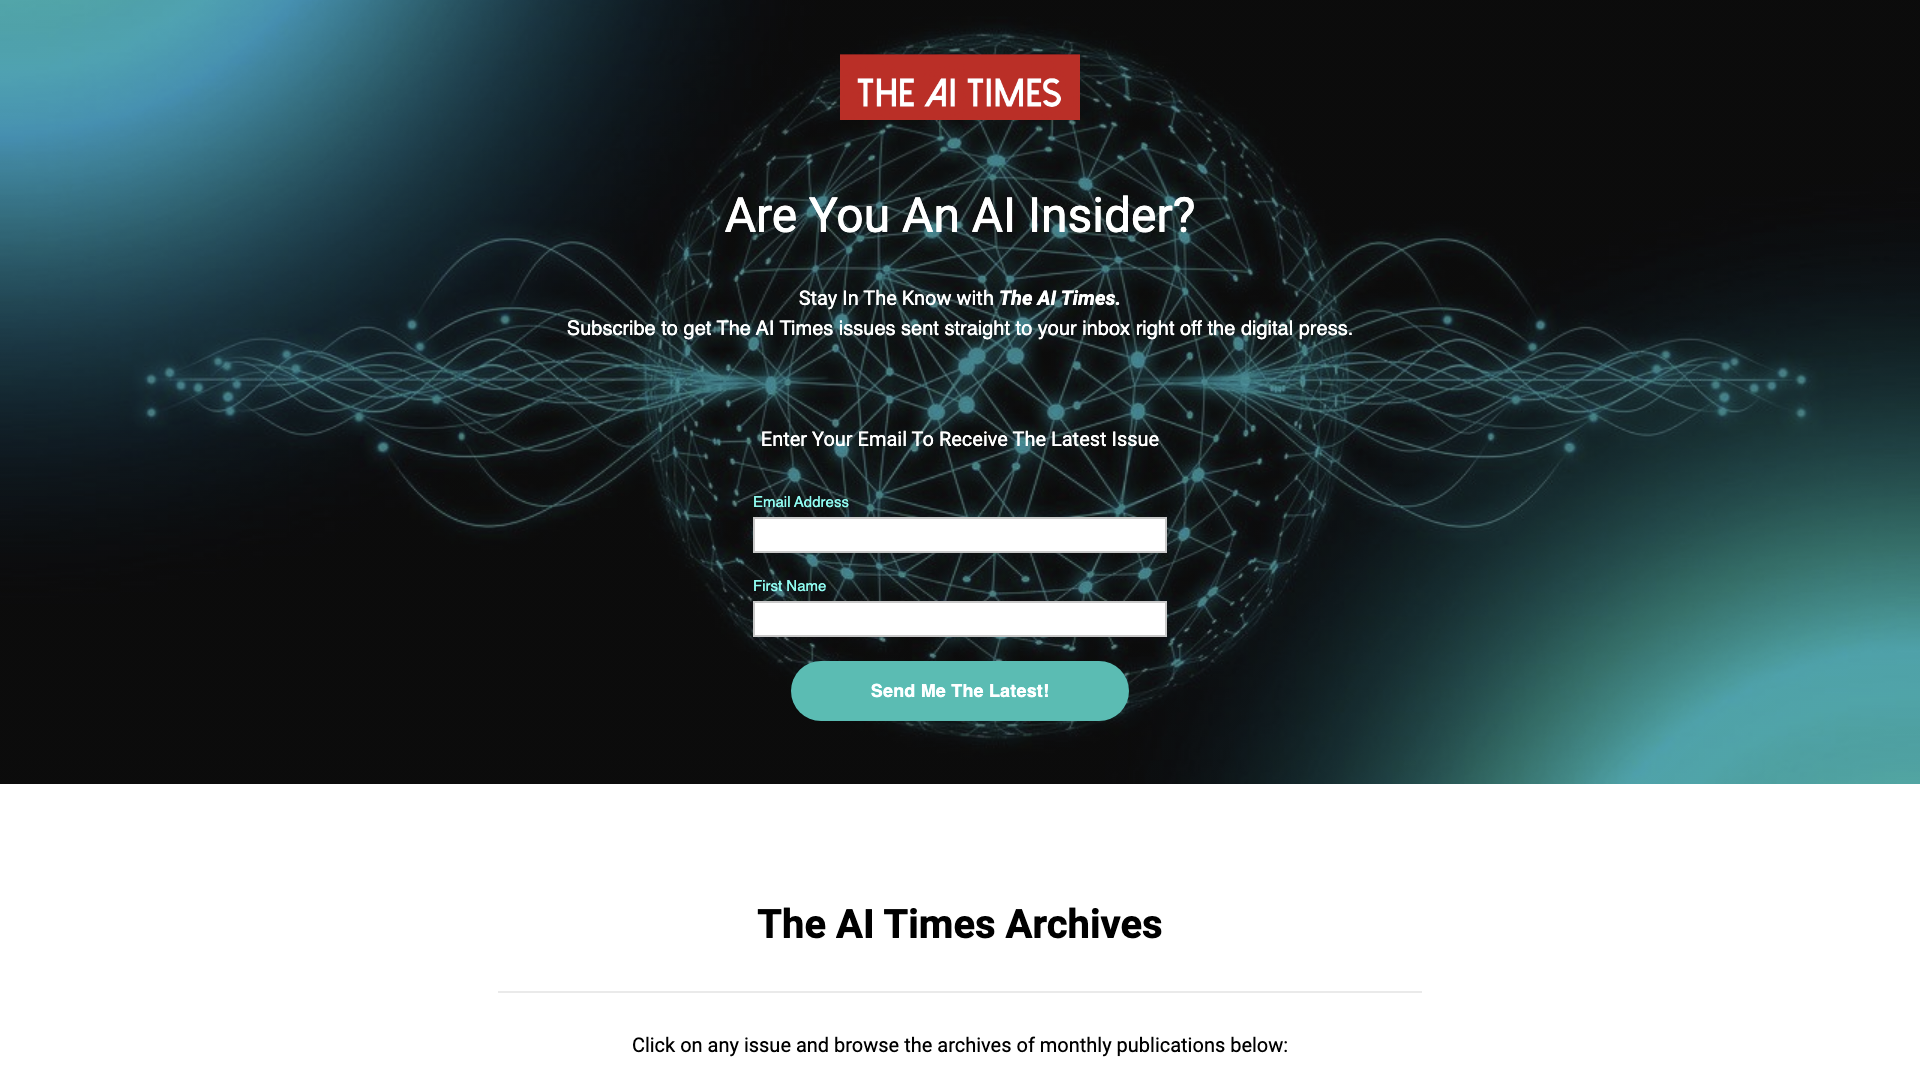 THE AI TIMES
Are You An AI Insider?
Stay In The Know with The AI Times.
Subscribe to get The AI Times issues sent straight to your inbox right off the digital press.
Enter Your Email To Receive The Latest Issue
Email Address
First Name
Send Me The Latest!
The AI Times Archives
Click on any issue and browse the archives of monthly publications below: